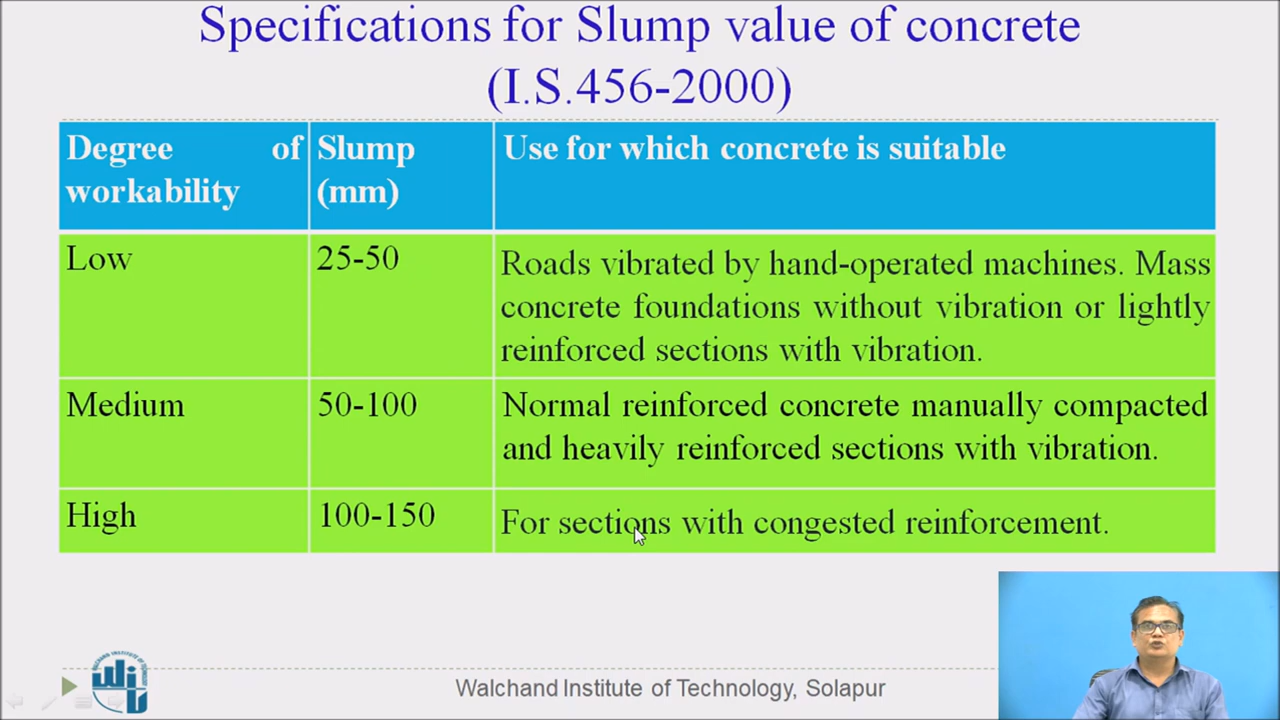 Specifications for Slump value of concrete
(I.S.456-2000)
Degree of workability
Slump (mm)
Use for which concrete is suitable
Low
25-50
Roads vibrated by hand-operated machines. Mass
concrete foundations without vibration or lightly
reinforced sections with vibration.
Medium
50-100
Normal reinforced concrete manually compacted
and heavily reinforced sections with vibration.
High
100-150
For sections with congested reinforcement.
Walchand Institute of Technology, Solapur